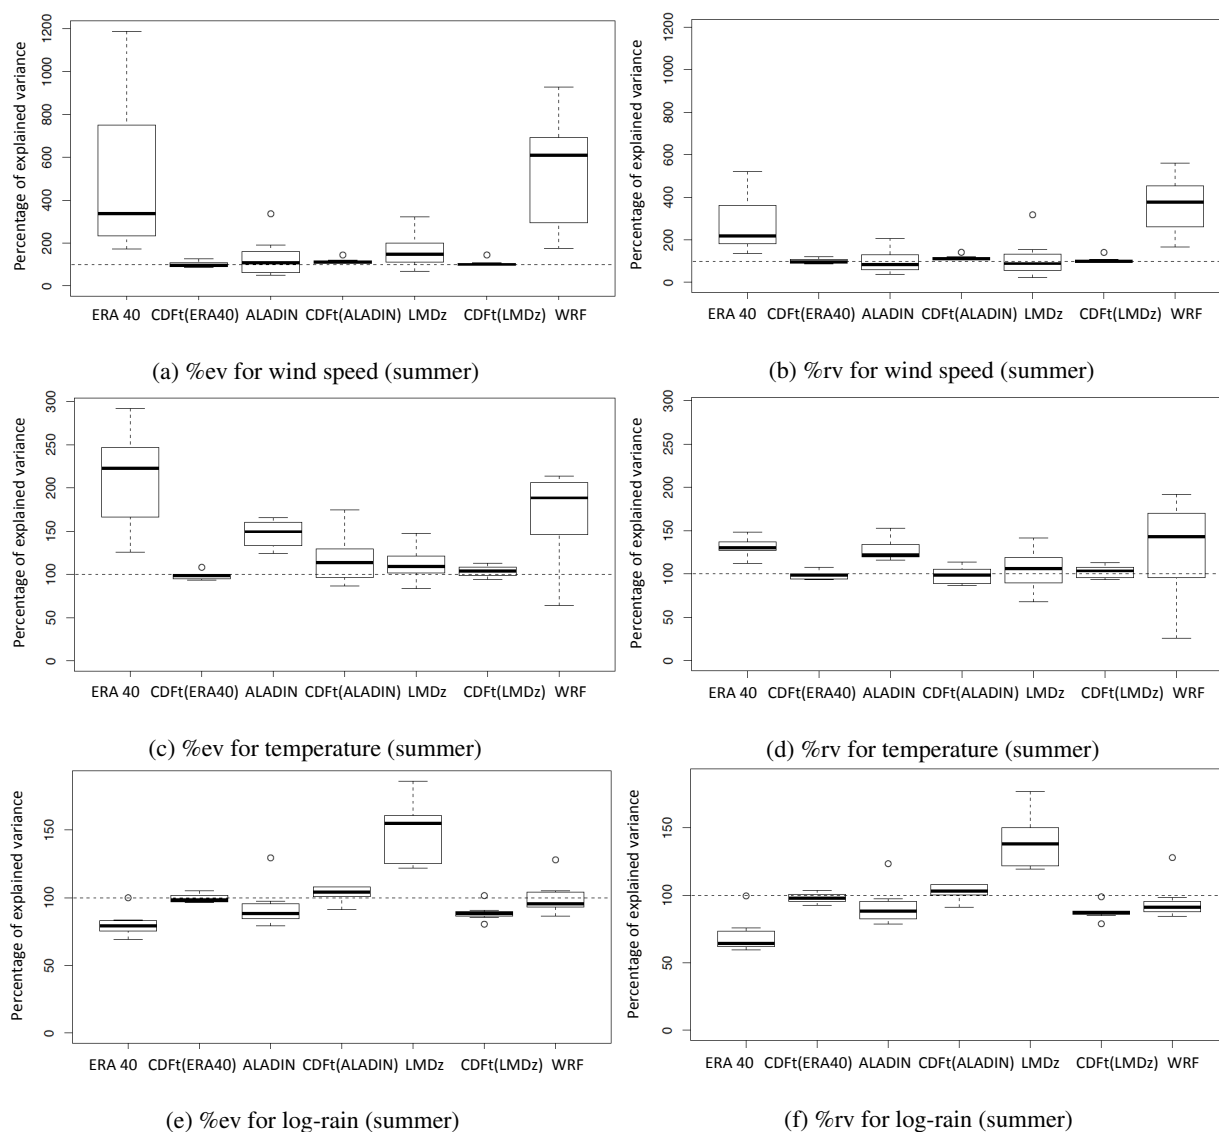 Percentage of explained variance
0 200 400 600 800 1000 1200
ERA 40 CDFt(ERA40) ALADIN CDFt(ALADIN) LMDz CDFt(LMDz) WRF
(a) %ev for wind speed (summer)
Percentage of explained variance
0 200 400 600 800 1000 1200
ERA 40 CDFt(ERA40) ALADIN CDFt(ALADIN) LMDz CDFt(LMDz) WRF
(b) %rv for wind speed (summer)
Percentage of explained variance
0 50 100 150 200 250 300
ERA 40 CDFt(ERA40) ALADIN CDFt(ALADIN) LMDz CDFt(LMDz) WRF
(c) %ev for temperature (summer)
Percentage of explained variance
0 50 100 150 200 250 300
ERA 40 CDFt(ERA40) ALADIN CDFt(ALADIN) LMDz CDFt(LMDz) WRF
(d) %rv for temperature (summer)
Percentage of explained variance
0 50 100 150
ERA 40 CDFt(ERA40) ALADIN CDFt(ALADIN) LMDz CDFt(LMDz) WRF
(e) %ev for log-rain (summer)
Percentage of explained variance
0 50 100 150
ERA 40 CDFt(ERA40) ALADIN CDFt(ALADIN) LMDz CDFt(LMDz) WRF
(f) %rv for log-rain (summer)